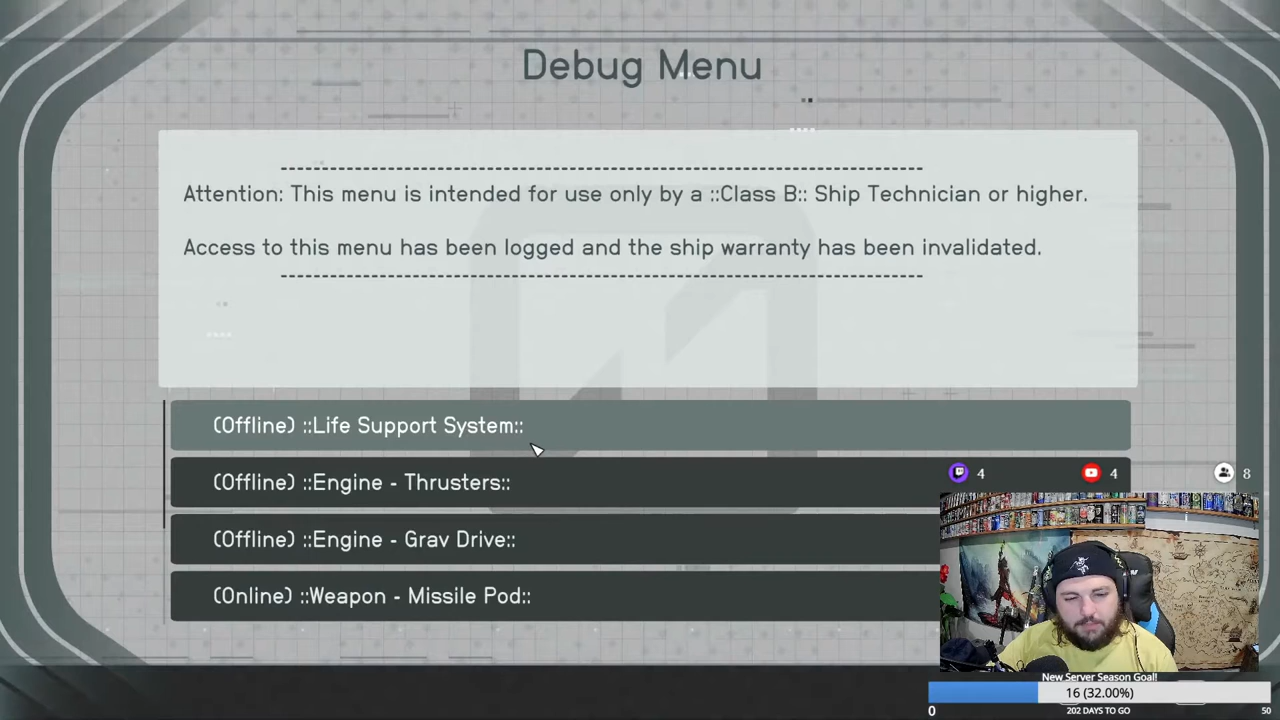 Debug Menu
--------------------------------------------------------------------------------
Attention: This menu is intended for use only by a ::Class B:: Ship Technician or higher.
Access to this menu has been logged and the ship warranty has been invalidated.
--------------------------------------------------------------------------------
(Offline) ::Life Support System::
(Offline) ::Engine - Thrusters::
(Offline) ::Engine - Grav Drive::
(Online) ::Weapon - Missile Pod::
4 4 8
New Server Season Goal!
16 (32.00%)
0 202 DAYS TO GO 50